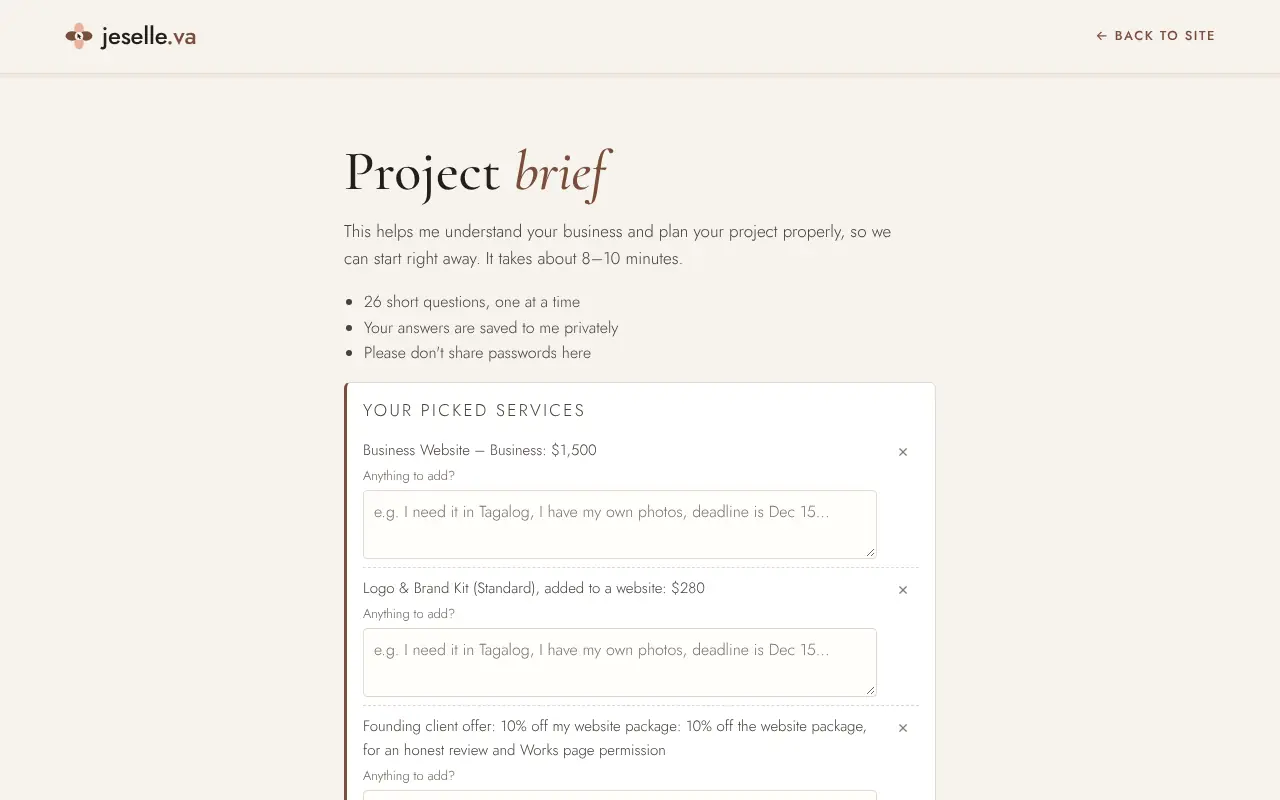 jeselle.va
← BACK TO SITE
Project brief
This helps me understand your business and plan your project properly, so we
can start right away. It takes about 8–10 minutes.
26 short questions, one at a time
Your answers are saved to me privately
Please don't share passwords here
YOUR PICKED SERVICES
Business Website – Business: $1,500
×
Anything to add?
e.g. I need it in Tagalog, I have my own photos, deadline is Dec 15…
Logo & Brand Kit (Standard), added to a website: $280
×
Anything to add?
e.g. I need it in Tagalog, I have my own photos, deadline is Dec 15…
Founding client offer: 10% off my website package: 10% off the website package,
×
for an honest review and Works page permission
Anything to add?